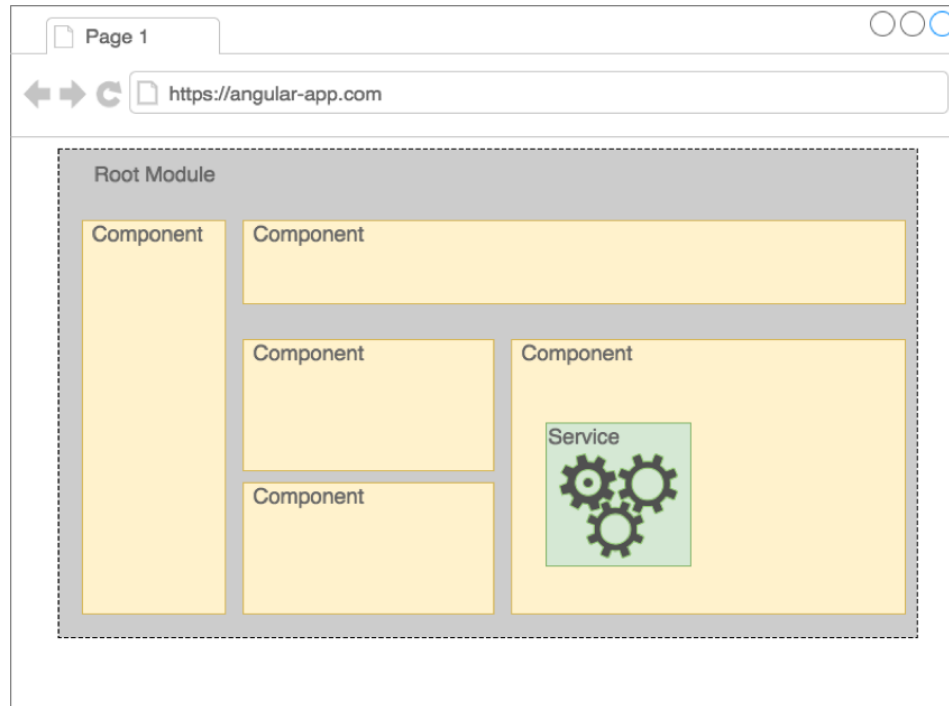 Page 1
https://angular-app.com
Root Module
Component
Component
Component
Component
Service
Component